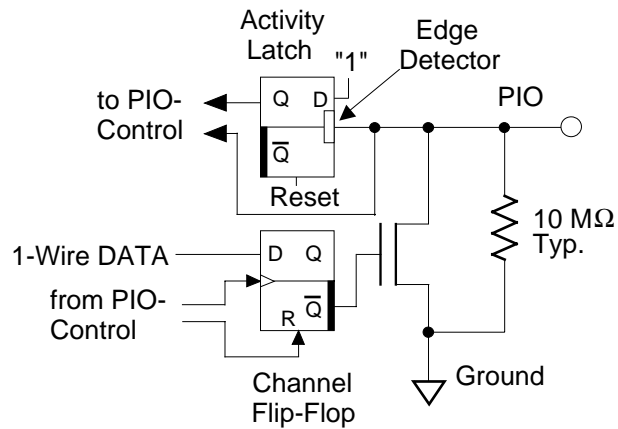 Activity
Latch
"1"
Edge
Detector
to PIO-
Control
Q
D
PIO
Q̅
Reset
10 MΩ
Typ.
1-Wire DATA
D
Q
from PIO-
Control
R
Q̅
Channel
Flip-Flop
Ground